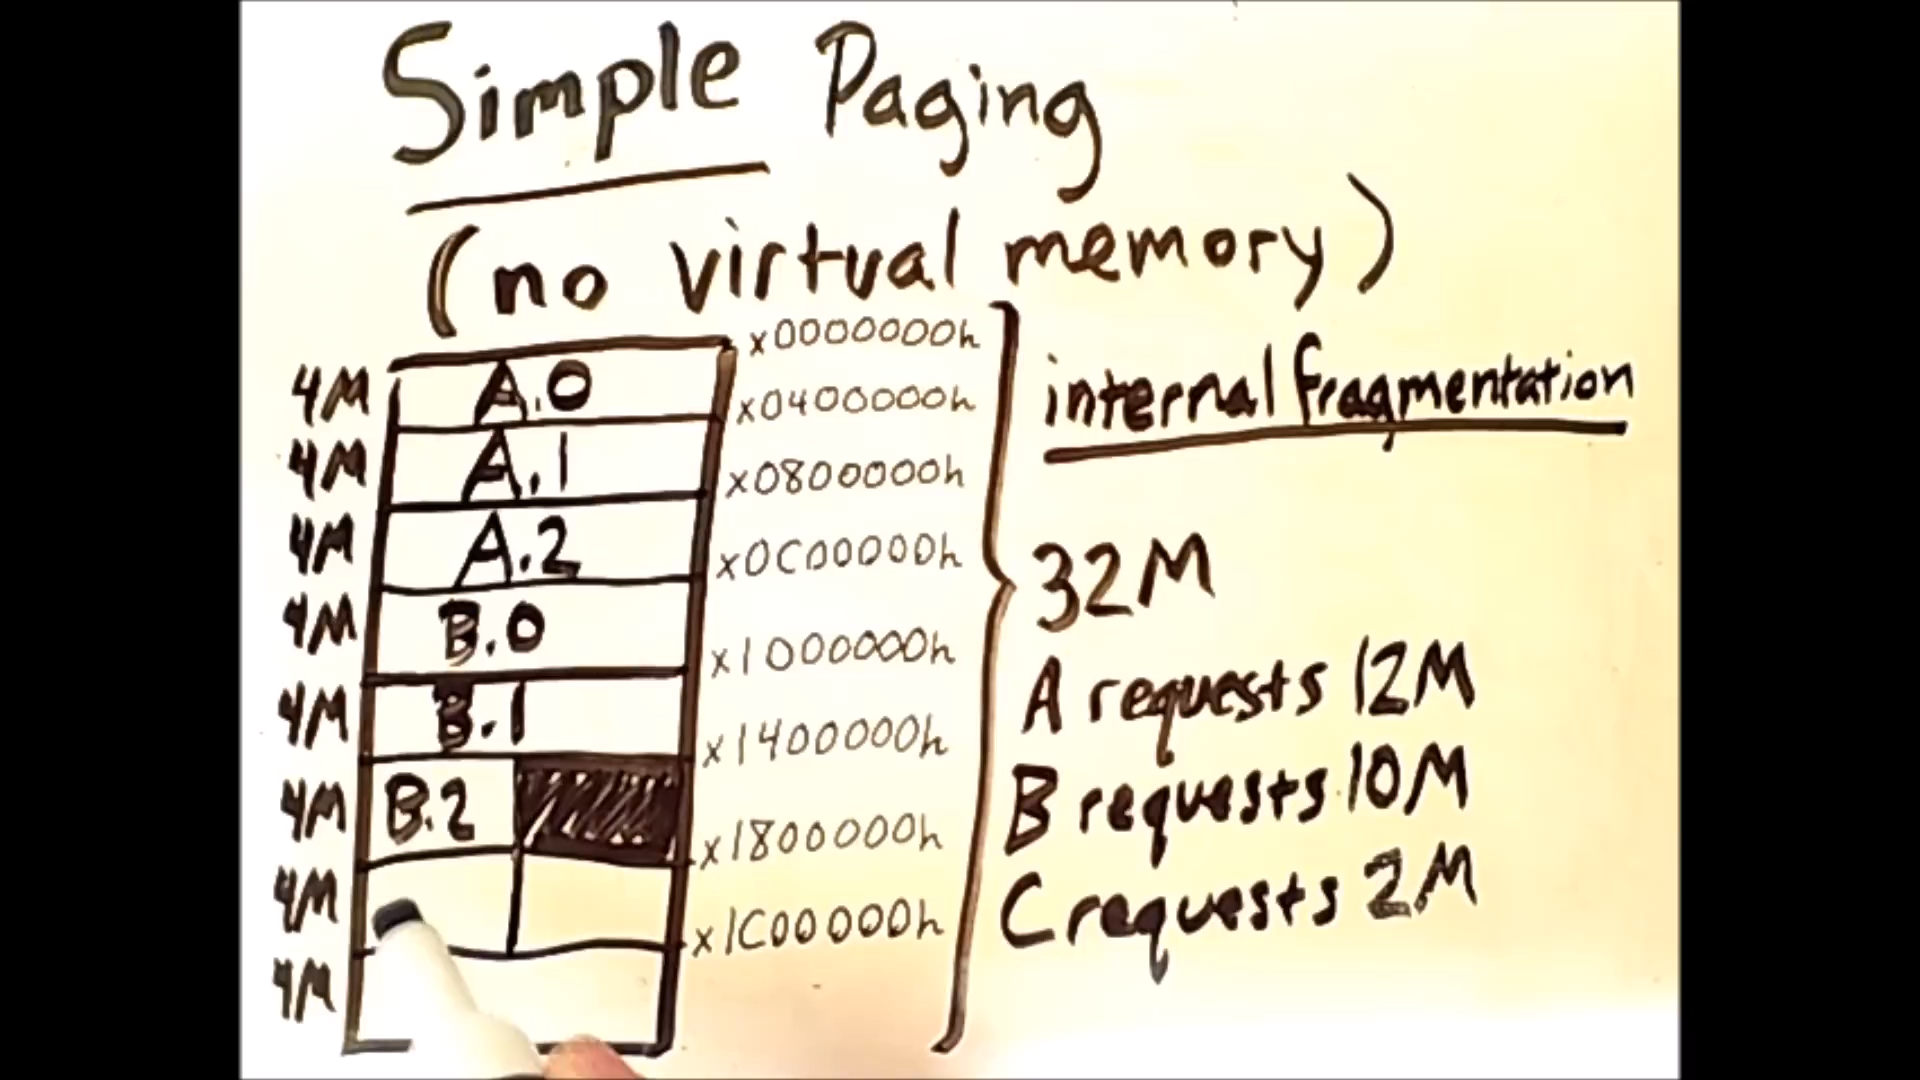 Simple Paging
(no virtual memory)
x0000000h
4M A.0 x0400000h
4M A.1 x0800000h
4M A.2 x0C00000h
4M B.0 x1000000h
4M B.1 x1400000h
4M B.2 x1800000h
4M x1C00000h
4M
internal fragmentation
32M
A requests 12M
B requests 10M
C requests 2M